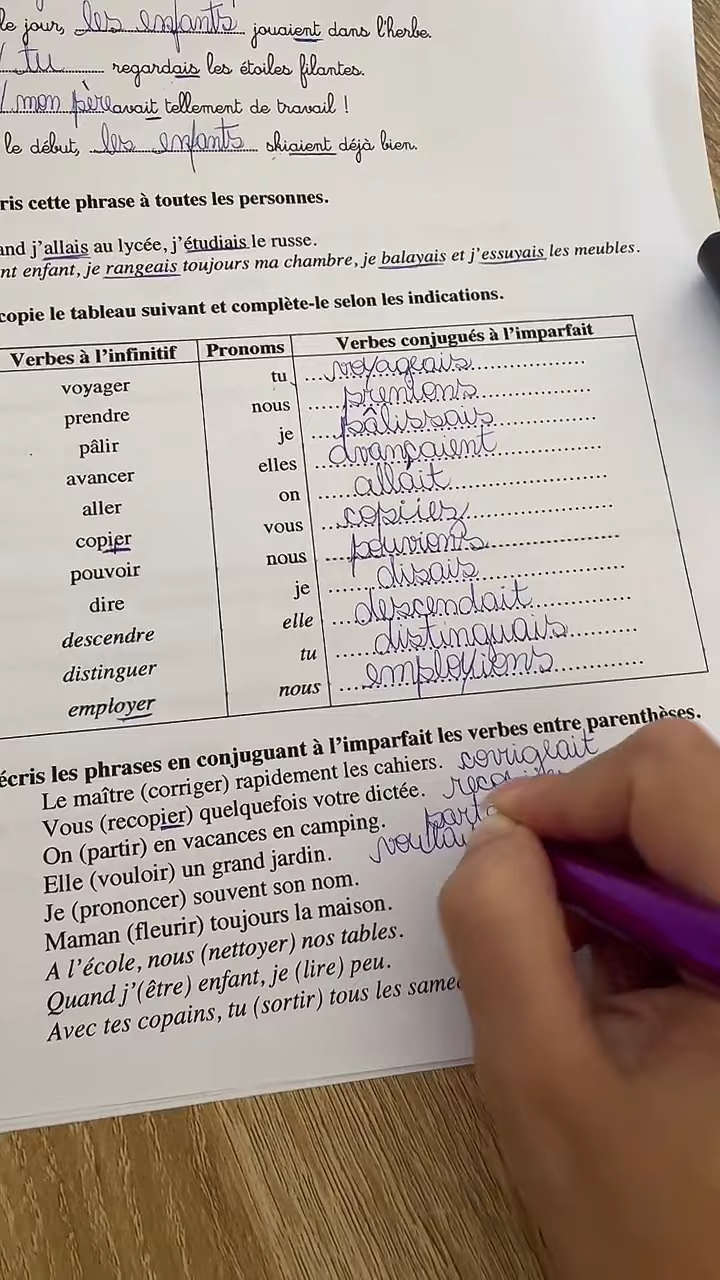 le jour, les enfants jouaient dans l'herbe.
tu regardais les étoiles filantes.
mon père avait tellement de travail !
le début, les enfants skiaient déjà bien.
ris cette phrase à toutes les personnes.
and j'allais au lycée, j'étudiais le russe.
nt enfant, je rangeais toujours ma chambre, je balayais et j'essuyais les meubles.
copie le tableau suivant et complète-le selon les indications.
Verbes à l'infinitif Pronoms Verbes conjugués à l'imparfait
voyager tu voyageais
prendre nous prenions
pâlir je pâlissais
avancer elles avançaient
aller on allait
copier vous copiiez
pouvoir nous pouvions
dire je disais
descendre elle descendait
distinguer tu distinguais
employer nous employions
écris les phrases en conjuguant à l'imparfait les verbes entre parenthèses.
Le maître (corriger) rapidement les cahiers. corrigeait
Vous (recopier) quelquefois votre dictée.
On (partir) en vacances en camping.
Elle (vouloir) un grand jardin.
Je (prononcer) souvent son nom.
Maman (fleurir) toujours la maison.
A l'école, nous (nettoyer) nos tables.
Quand j'(être) enfant, je (lire) peu.
Avec tes copains, tu (sortir) tous les same